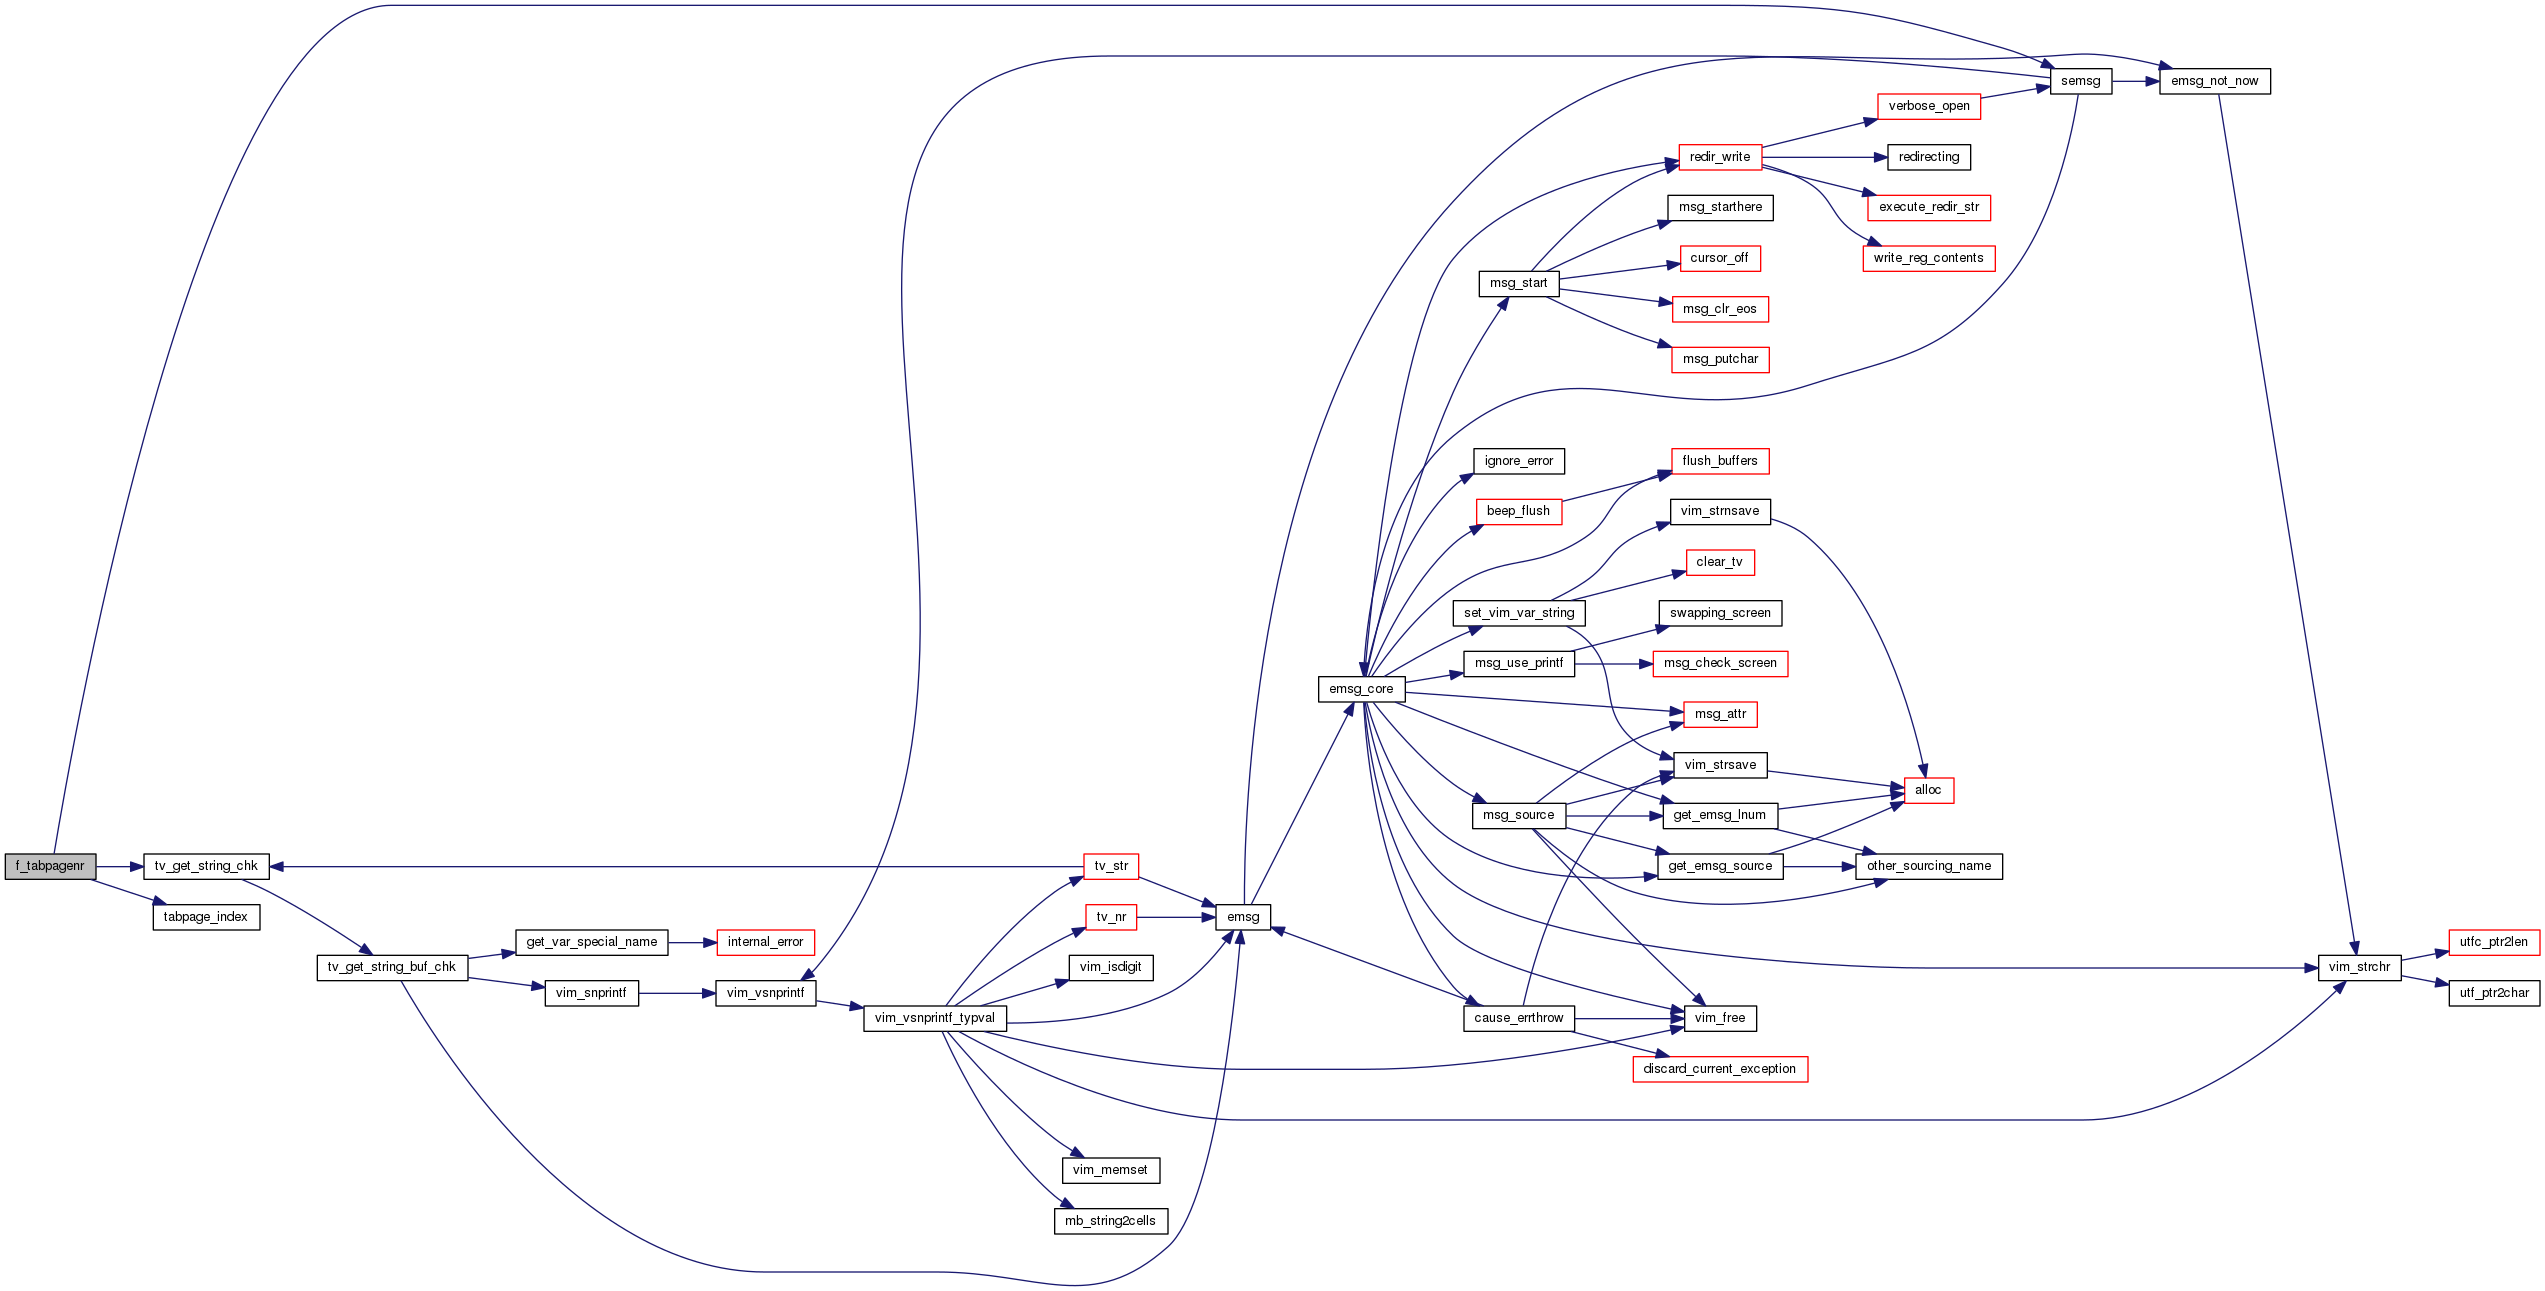 semsg
emsg_not_now
verbose_open
redir_write
redirecting
msg_starthere
execute_redir_str
cursor_off
write_reg_contents
msg_start
msg_clr_eos
msg_putchar
ignore_error
flush_buffers
beep_flush
vim_strnsave
clear_tv
set_vim_var_string
swapping_screen
msg_use_printf
msg_check_screen
emsg_core
msg_attr
vim_strsave
alloc
msg_source
get_emsg_lnum
f_tabpagenr
tv_get_string_chk
tv_str
get_emsg_source
other_sourcing_name
tabpage_index
tv_nr
emsg
get_var_special_name
internal_error
utfc_ptr2len
tv_get_string_buf_chk
vim_isdigit
vim_strchr
vim_snprintf
vim_vsnprintf
utf_ptr2char
vim_vsnprintf_typval
cause_errthrow
vim_free
discard_current_exception
vim_memset
mb_string2cells